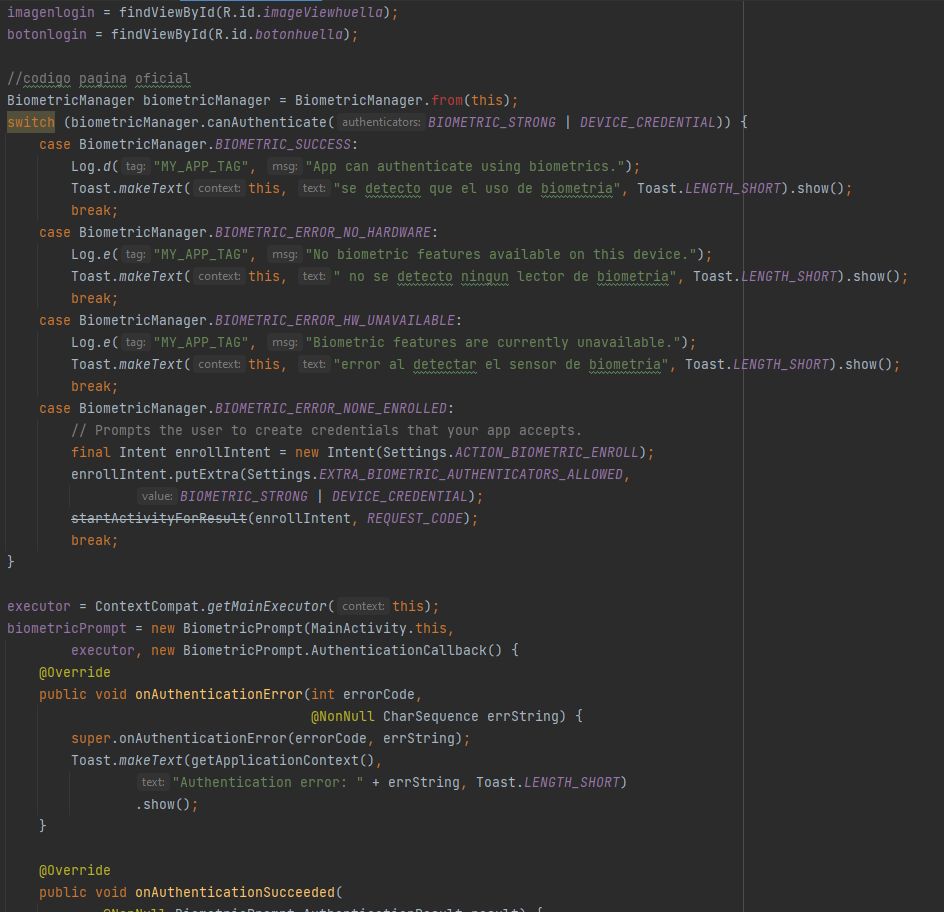 imagenlogin = findViewById(R.id.imageViewhuella);
botonlogin = findViewById(R.id.botonhuella);
//codigo pagina oficial
BiometricManager biometricManager = BiometricManager.from(this);
switch (biometricManager.canAuthenticate( authenticators: BIOMETRIC_STRONG | DEVICE_CREDENTIAL)) {
case BiometricManager.BIOMETRIC_SUCCESS:
Log.d( tag: "MY_APP_TAG", msg: "App can authenticate using biometrics.");
Toast.makeText( context: this, text: "se detecto que el uso de biometria", Toast.LENGTH_SHORT).show();
break;
case BiometricManager.BIOMETRIC_ERROR_NO_HARDWARE:
Log.e( tag: "MY_APP_TAG", msg: "No biometric features available on this device.");
Toast.makeText( context: this, text: " no se detecto ningun lector de biometria", Toast.LENGTH_SHORT).show();
break;
case BiometricManager.BIOMETRIC_ERROR_HW_UNAVAILABLE:
Log.e( tag: "MY_APP_TAG", msg: "Biometric features are currently unavailable.");
Toast.makeText( context: this, text: "error al detectar el sensor de biometria", Toast.LENGTH_SHORT).show();
break;
case BiometricManager.BIOMETRIC_ERROR_NONE_ENROLLED:
// Prompts the user to create credentials that your app accepts.
final Intent enrollIntent = new Intent(Settings.ACTION_BIOMETRIC_ENROLL);
enrollIntent.putExtra(Settings.EXTRA_BIOMETRIC_AUTHENTICATORS_ALLOWED,
value: BIOMETRIC_STRONG | DEVICE_CREDENTIAL);
startActivityForResult(enrollIntent, REQUEST_CODE);
break;
}
executor = ContextCompat.getMainExecutor( context: this);
biometricPrompt = new BiometricPrompt(MainActivity.this,
executor, new BiometricPrompt.AuthenticationCallback() {
@Override
public void onAuthenticationError(int errorCode,
@NonNull CharSequence errString) {
super.onAuthenticationError(errorCode, errString);
Toast.makeText(getApplicationContext(),
text: "Authentication error: " + errString, Toast.LENGTH_SHORT)
.show();
}
@Override
public void onAuthenticationSucceeded(
@NonNull BiometricPrompt.AuthenticationResult result) {